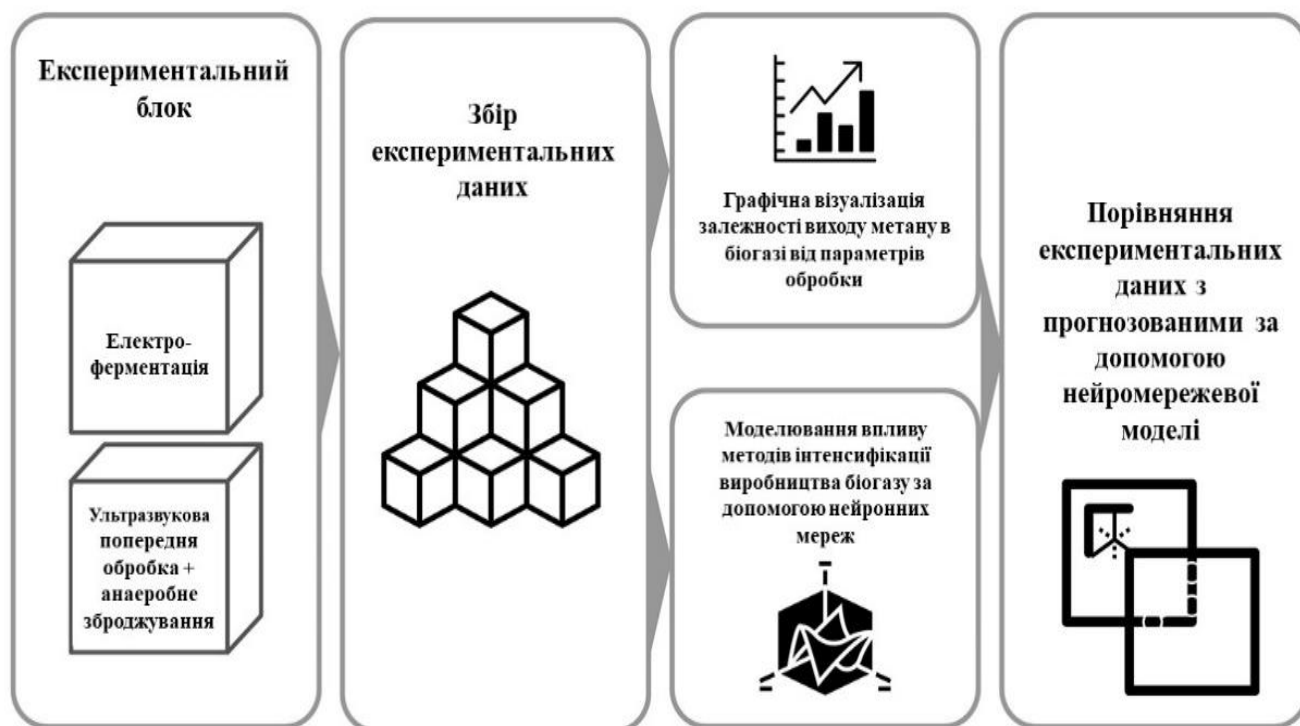 Експериментальний
блок
Електро-
ферментація
Ультразвукова
попередня
обробка +
анаеробне
зброджування
Збір
експериментальних
даних
Графічна візуалізація
залежності виходу метану в
біогазі від параметрів
обробки
Моделювання впливу
методів інтенсифікації
виробництва біогазу за
допомогою нейронних
мереж
Порівняння
експериментальних
даних з
прогнозованими за
допомогою
нейромережевої
моделі